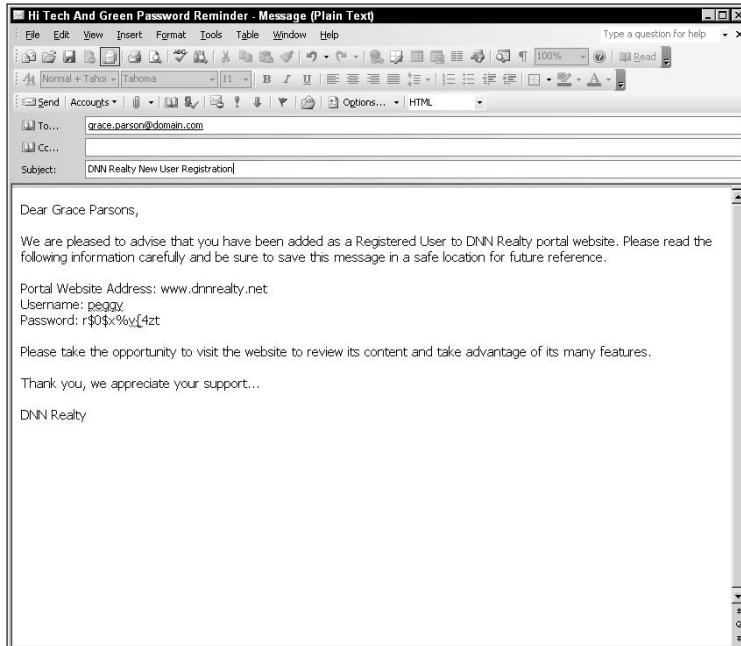 Hi Tech And Green Password Reminder - Message (Plain Text)
File Edit View Insert Format Tools Table Window Help Type a question for help
100% Read
Normal + Tahor Tahoma 11 B I U A
Send Accounts Options... HTML
To... grace.parson@domain.com
Cc...
Subject: DNN Realty New User Registration
Dear Grace Parsons,
We are pleased to advise that you have been added as a Registered User to DNN Realty portal website. Please read the
following information carefully and be sure to save this message in a safe location for future reference.
Portal Website Address: www.dnnrealty.net
Username: peggy
Password: r$0$x%y{4zt
Please take the opportunity to visit the website to review its content and take advantage of its many features.
Thank you, we appreciate your support...
DNN Realty